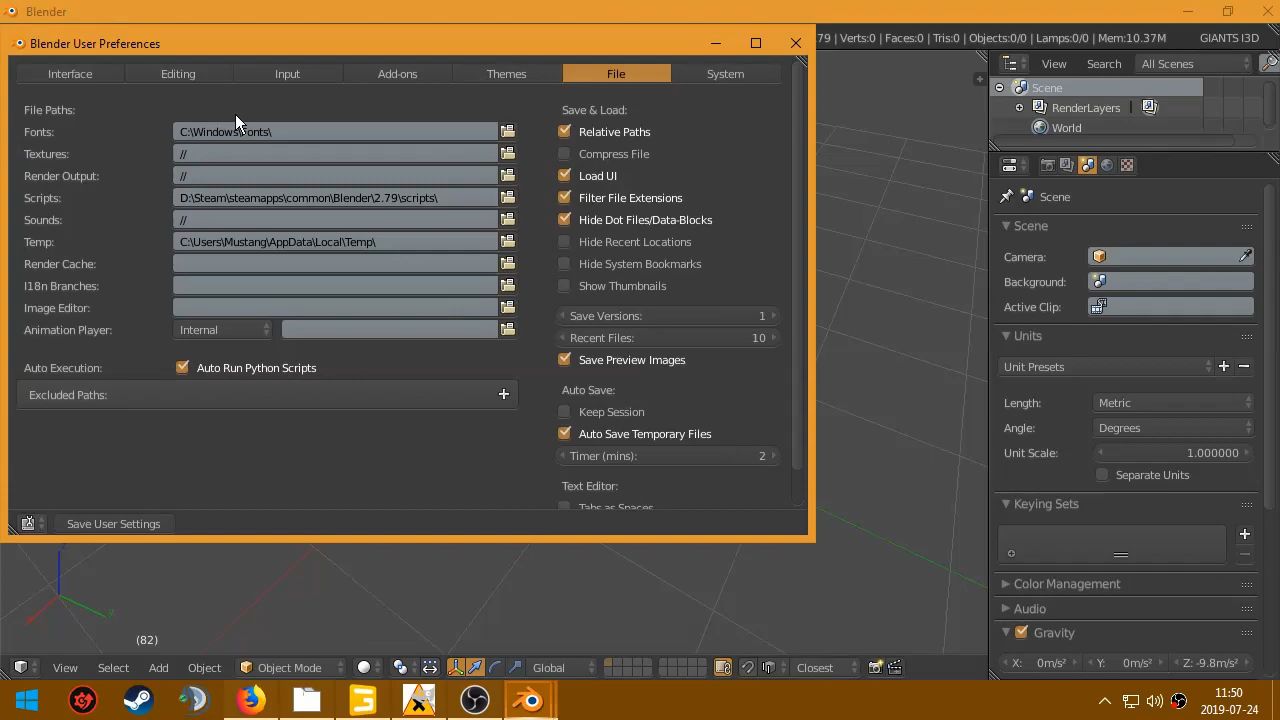 Blender
Blender User Preferences
79 | Verts:0 | Faces:0 | Tris:0 | Objects:0/0 | Lamps:0/0 | Mem:10.37M
GIANTS I3D
View
Search
All Scenes
Scene
RenderLayers
World
Interface
Editing
Input
Add-ons
Themes
File
System
File Paths:
Fonts:
Textures: //
Render Output: //
Scripts: D:\Steam\steamapps\common\Blender\2.79\scripts\
Sounds: //
Temp: C:\Users\Mustang\AppData\Local\Temp\
Render Cache:
I18n Branches:
Image Editor:
Animation Player: Internal
Auto Execution: Auto Run Python Scripts
Excluded Paths:
Save User Settings
Save & Load:
Relative Paths
Compress File
Load UI
Filter File Extensions
Hide Dot Files/Data-Blocks
Hide Recent Locations
Hide System Bookmarks
Show Thumbnails
Save Versions: 1
Recent Files: 10
Save Preview Images
Auto Save:
Keep Session
Auto Save Temporary Files
Timer (mins): 2
Text Editor:
Tabs as Spaces
Scene
Scene
Camera:
Background:
Active Clip:
Units
Unit Presets
Length: Metric
Angle: Degrees
Unit Scale: 1.000000
Separate Units
Keying Sets
Color Management
Audio
Gravity
X: 0m/s² Y: 0m/s² Z: -9.8m/s²
(82)
View
Select
Add
Object
Object Mode
Global
Closest
11:50
2019-07-24